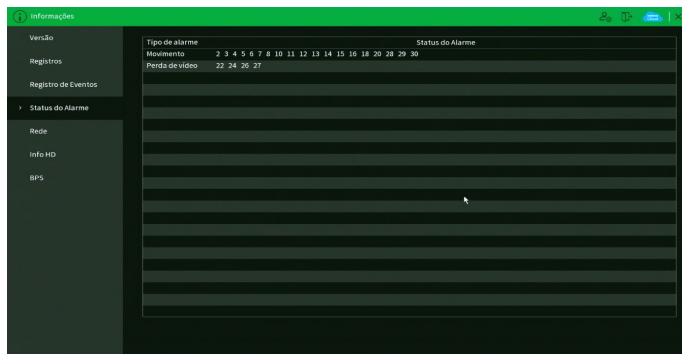 Informações
Versão
Registros
Registro de Eventos
Status do Alarme
Rede
Info HD
BPS
Tipo de alarme Status do Alarme
Movimento 2 3 4 5 6 7 8 10 11 12 13 14 15 16 18 20 28 29 30
Perda de vídeo 22 24 26 27